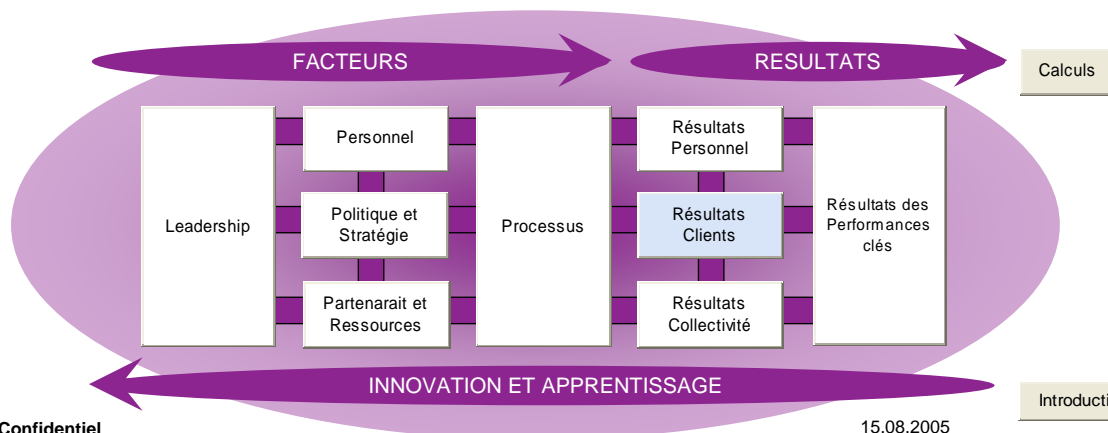 FACTEURS
RESULTATS
Calculs
Leadership
Personnel
Politique et
Stratégie
Partenarait et
Ressources
Processus
Résultats
Personnel
Résultats
Clients
Résultats
Collectivité
Résultats des
Performances
clés
INNOVATION ET APPRENTISSAGE
Introducti
Confidentiel
15.08.2005